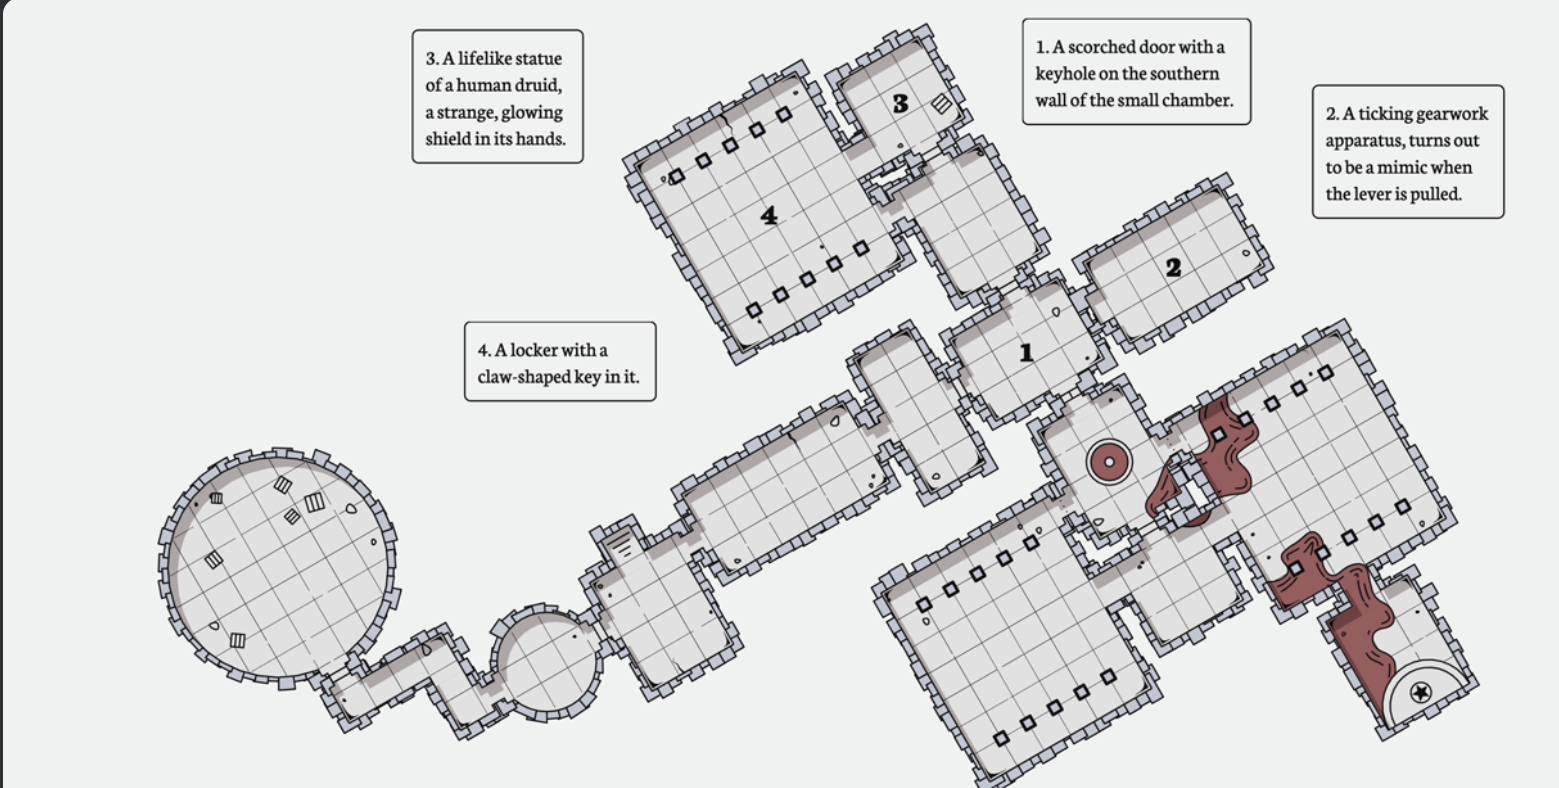 3. A lifelike statue
of a human druid,
a strange, glowing
shield in its hands.
1. A scorched door with a
keyhole on the southern
wall of the small chamber.
2. A ticking gearwork
apparatus, turns out
to be a mimic when
the lever is pulled.
3
4
2
1
4. A locker with a
claw-shaped key in it.